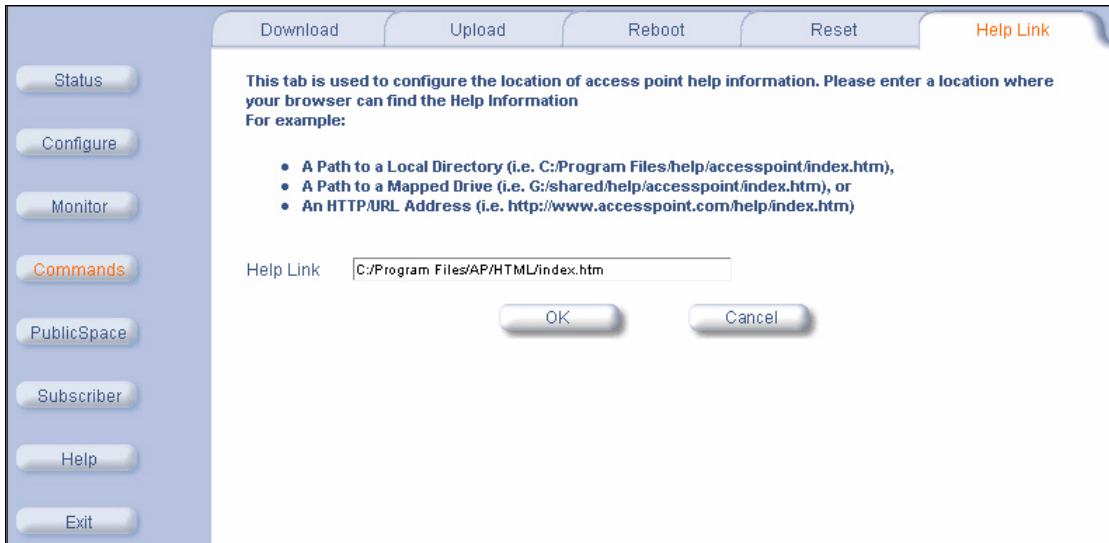 Download Upload Reboot Reset Help Link
Status
Configure
Monitor
Commands
PublicSpace
Subscriber
Help
Exit
This tab is used to configure the location of access point help information. Please enter a location where
your browser can find the Help Information
For example:
• A Path to a Local Directory (i.e. C:/Program Files/help/accesspoint/index.htm),
• A Path to a Mapped Drive (i.e. G:/shared/help/accesspoint/index.htm), or
• An HTTP/URL Address (i.e. http://www.accesspoint.com/help/index.htm)
Help Link C:/Program Files/AP/HTML/index.htm
OK Cancel